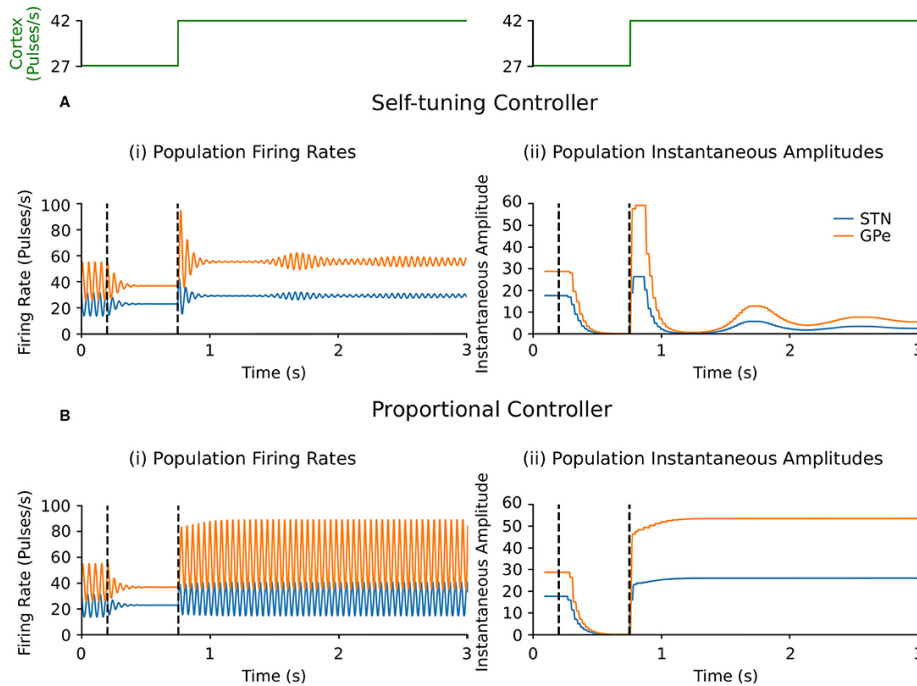 Cortex
(Pulses/s)
42
27
42
27
A
Self-tuning Controller
(i) Population Firing Rates
(ii) Population Instantaneous Amplitudes
Firing Rate (Pulses/s)
100
80
60
40
20
0
0
1
2
3
Time (s)
Instantaneous Amplitude
60
50
40
30
20
10
0
0
1
2
3
Time (s)
STN
GPe
B
Proportional Controller
(i) Population Firing Rates
(ii) Population Instantaneous Amplitudes
Firing Rate (Pulses/s)
100
80
60
40
20
0
0
1
2
3
Time (s)
Instantaneous Amplitude
60
50
40
30
20
10
0
0
1
2
3
Time (s)